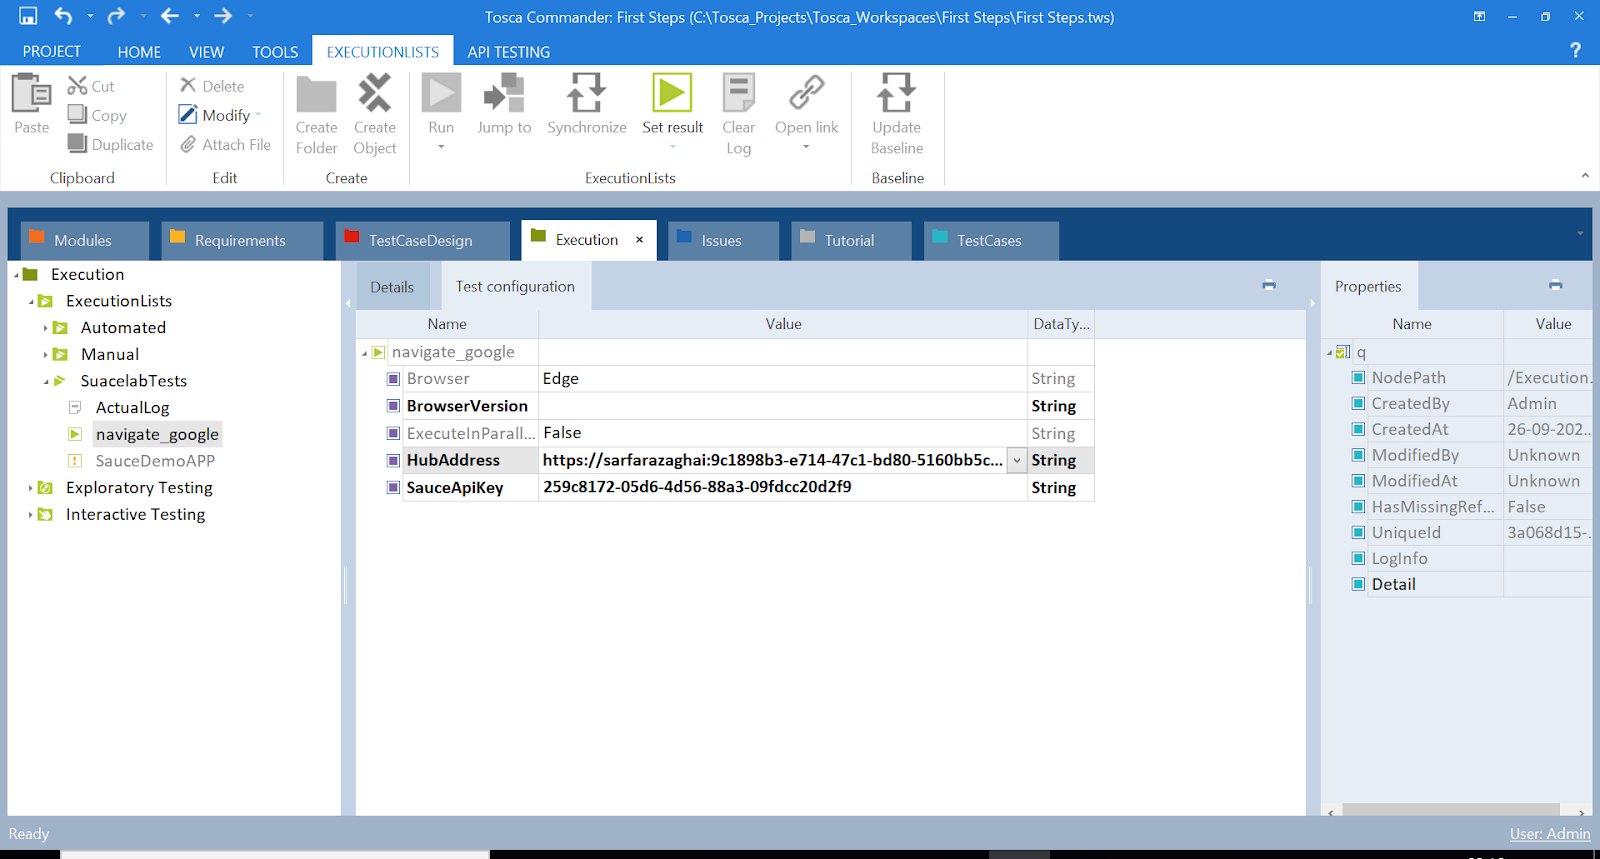 Tosca Commander: First Steps (C:\Tosca_Projects\Tosca_Workspaces\First Steps\First Steps.tws)
PROJECT HOME VIEW TOOLS EXECUTIONLISTS API TESTING ?
Paste
Cut
Copy
Duplicate
Clipboard
Delete
Modify
Attach File
Edit
Create
Folder
Create
Object
Create
Run
Jump to
Synchronize
Set result
Clear
Log
Open link
ExecutionLists
Update
Baseline
Baseline
Modules Requirements TestCaseDesign Execution × Issues Tutorial TestCases
Execution
ExecutionLists
Automated
Manual
SuacelabTests
ActualLog
navigate_google
SauceDemoAPP
Exploratory Testing
Interactive Testing
Details Test configuration
Name Value DataTy...
navigate_google
Browser Edge String
BrowserVersion String
ExecuteInParall... False String
HubAddress https://sarfarazaghai:9c1898b3-e714-47c1-bd80-5160bb5c... String
SauceApiKey 259c8172-05d6-4d56-88a3-09fdcc20d2f9 String
Properties
Name Value
q
NodePath /Execution.
CreatedBy Admin
CreatedAt 26-09-202...
ModifiedBy Unknown
ModifiedAt Unknown
HasMissingRef... False
UniqueId 3a068d15-.
LogInfo
Detail
Ready User: Admin